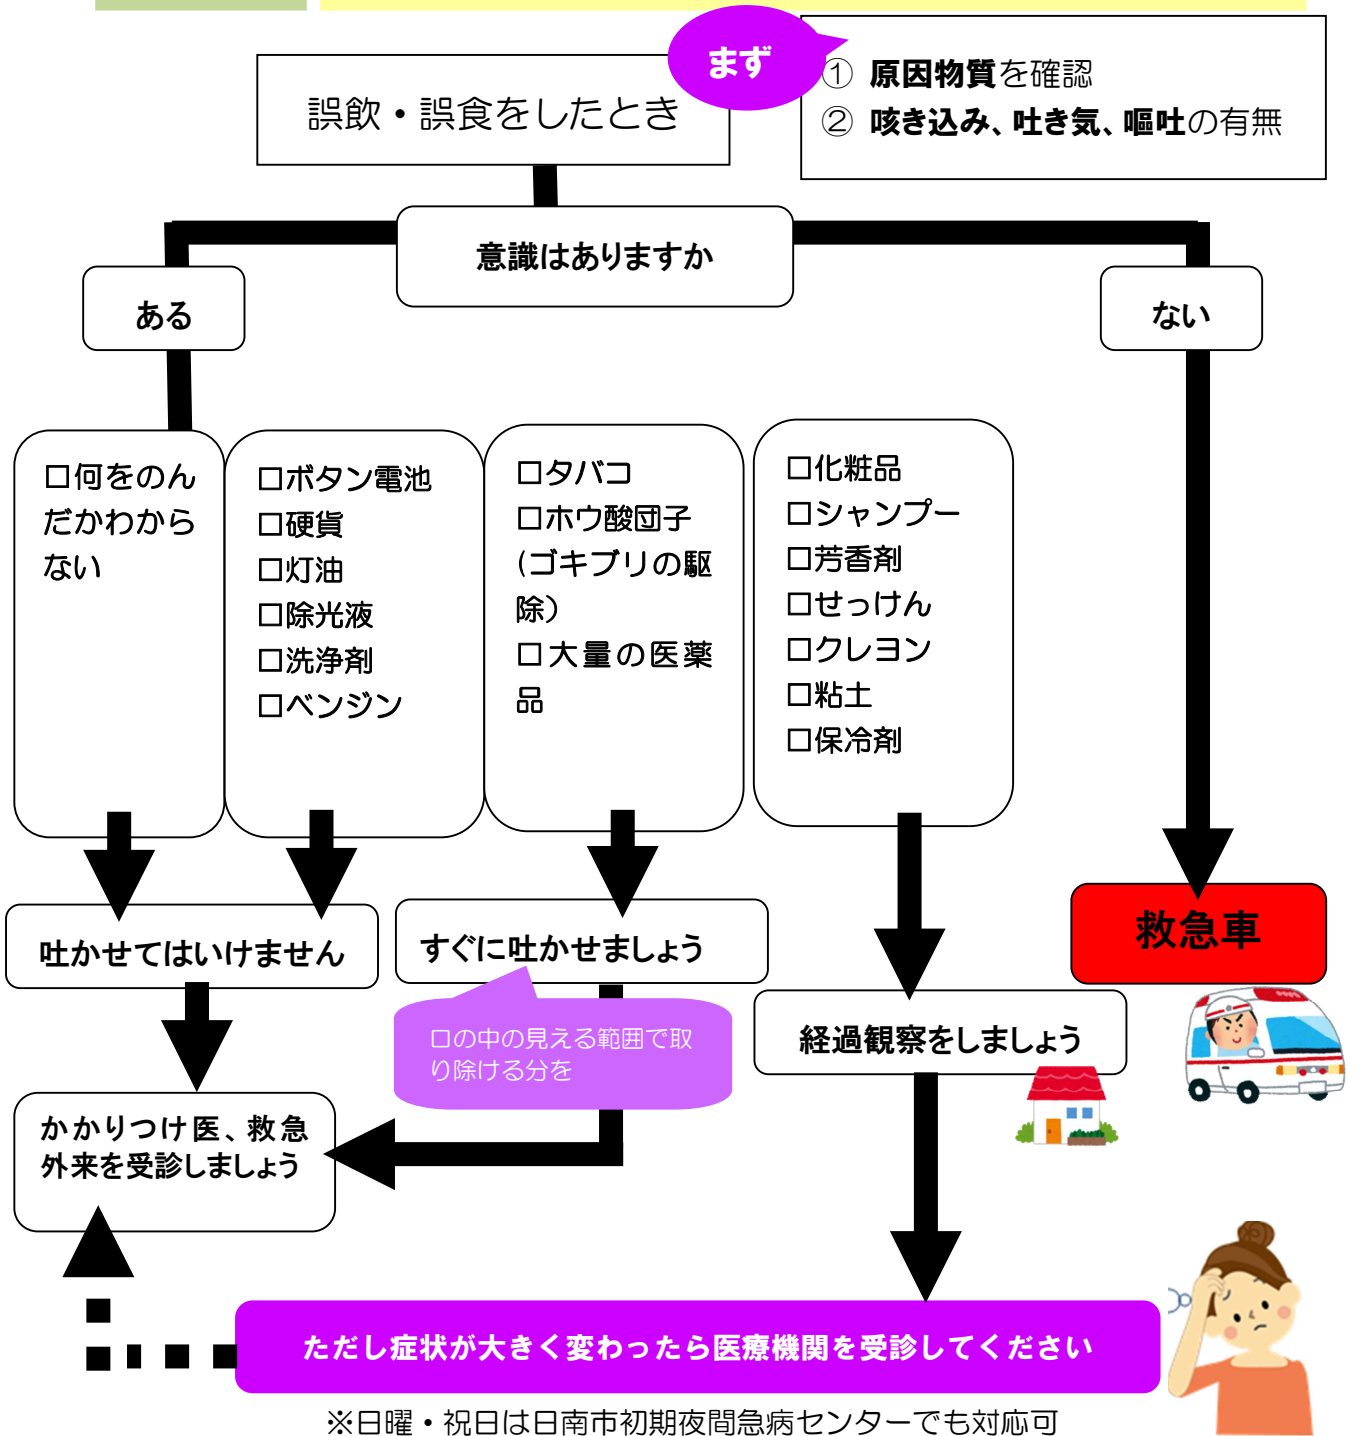 まず
① 原因物質を確認
② 咳き込み、吐き気、嘔吐の有無
誤飲・誤食をしたとき
意識はありますか
ある
ない
□何をのん
だかわから
ない
□ボタン電池
□硬貨
□灯油
□除光液
□洗浄剤
□ベンジン
□タバコ
□ホウ酸団子
(ゴキブリの駆
除)
□大量の医薬
品
□化粧品
□シャンプー
□芳香剤
□せっけん
□クレヨン
□粘土
□保冷剤
吐かせてはいけません
すぐに吐かせましょう
救急車
口の中の見える範囲で取
り除ける分を
経過観察をしましょう
かかりつけ医、救急
外来を受診しましょう
ただし症状が大きく変わったら医療機関を受診してください
※日曜・祝日は日南市初期夜間急病センターでも対応可